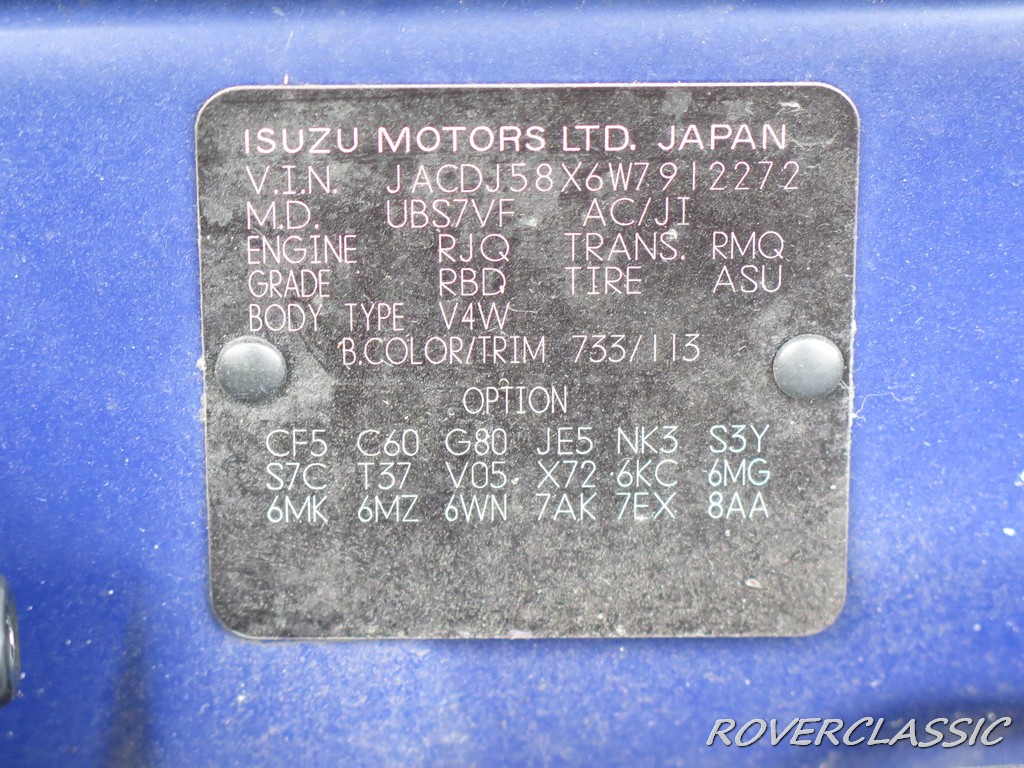 ISUZU MOTORS LTD. JAPAN
V.I.N. JACDJ58X6W7912272
M.D. UBS7VF AC/JI
ENGINE RJQ TRANS. RMQ
GRADE RBD TIRE ASU
BODY TYPE V4W
B.COLOR/TRIM 733/113
OPTION
CF5 C60 G80 JE5 NK3 S3Y
S7C T37 V05 X72 6KC 6MG
6MK 6MZ 6WN 7AK 7EX 8AA
ROVERCLASSIC